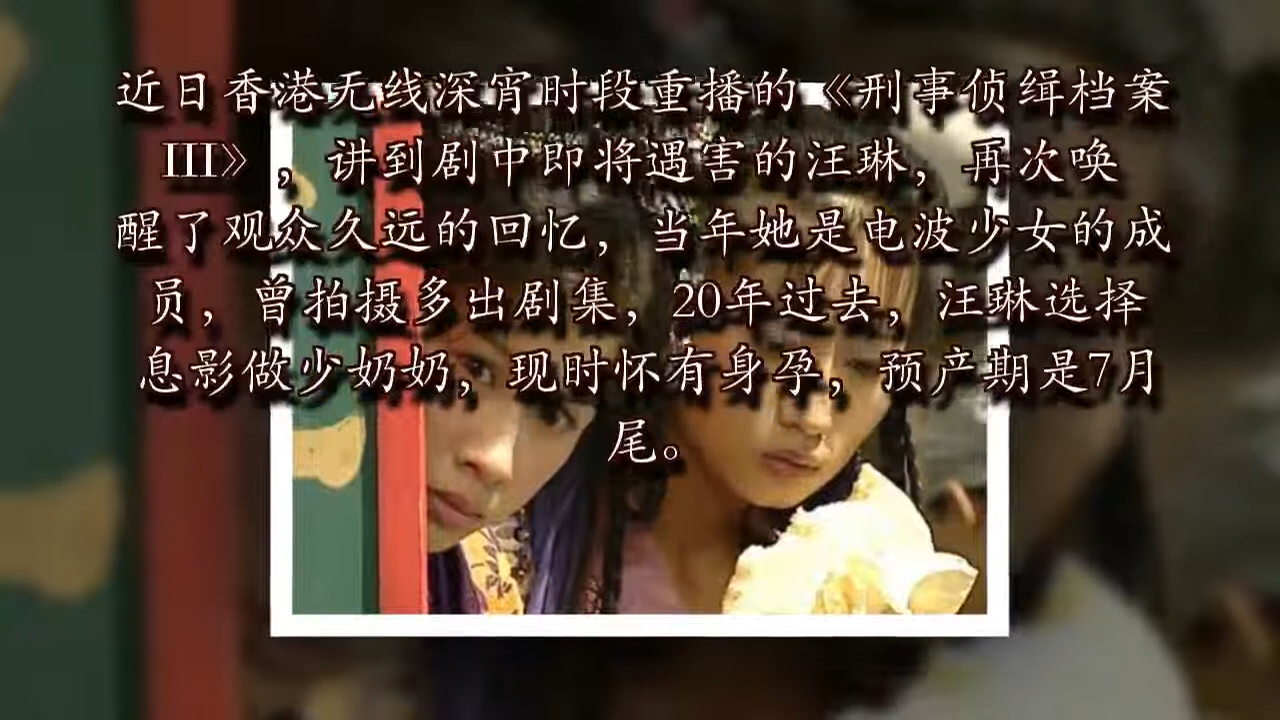 近日香港无线深宵时段重播的《刑事侦缉档案
III》，讲到剧中即将遇害的汪琳，再次唤
醒了观众久远的回忆，当年她是电波少女的成
员，曾拍摄多出剧集，20年过去，汪琳选择
息影做少奶奶，现时怀有身孕，预产期是7月
尾。